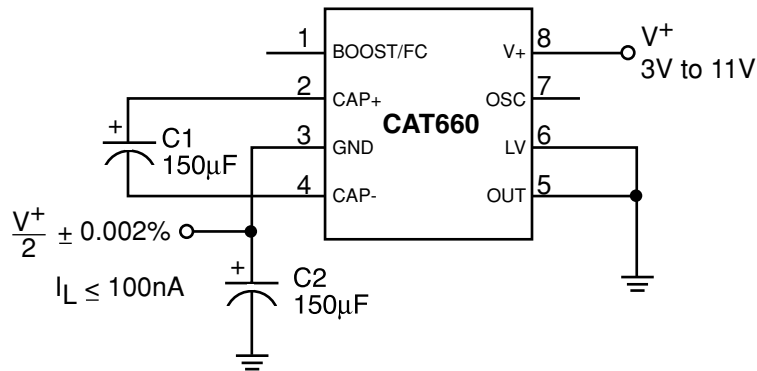 1 BOOST/FC V+ 8 V+
3V to 11V
2 CAP+ OSC 7
CAT660
+ C1
150µF
3 GND LV 6
4 CAP- OUT 5
V+
2 ± 0.002%
+ C2
150µF
IL ≤ 100nA